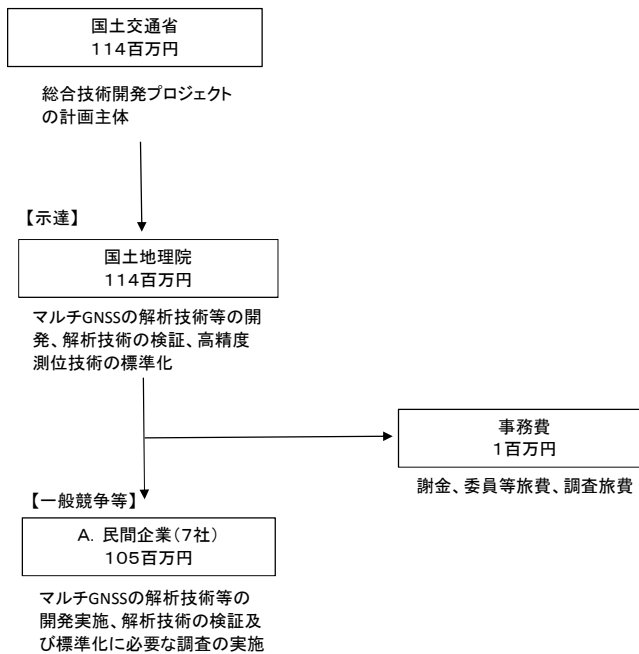 国土交通省
114百万円
総合技術開発プロジェクト
の計画主体
【示達】
国土地理院
114百万円
マルチGNSSの解析技術等の開
発、解析技術の検証、高精度
測位技術の標準化
事務費
1百万円
謝金、委員等旅費、調査旅費
【一般競争等】
A. 民間企業(7社)
105百万円
マルチGNSSの解析技術等の
開発実施、解析技術の検証及
び標準化に必要な調査の実施